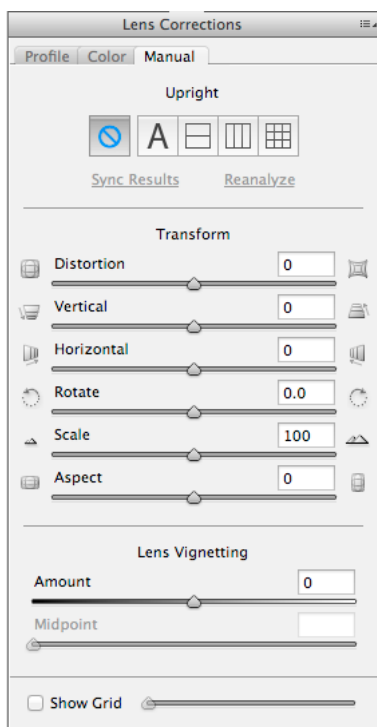 Lens Corrections
Profile Color Manual
Upright
A
Sync Results Reanalyze
Transform
Distortion 0
Vertical 0
Horizontal 0
Rotate 0.0
Scale 100
Aspect 0
Lens Vignetting
Amount 0
Midpoint
Show Grid